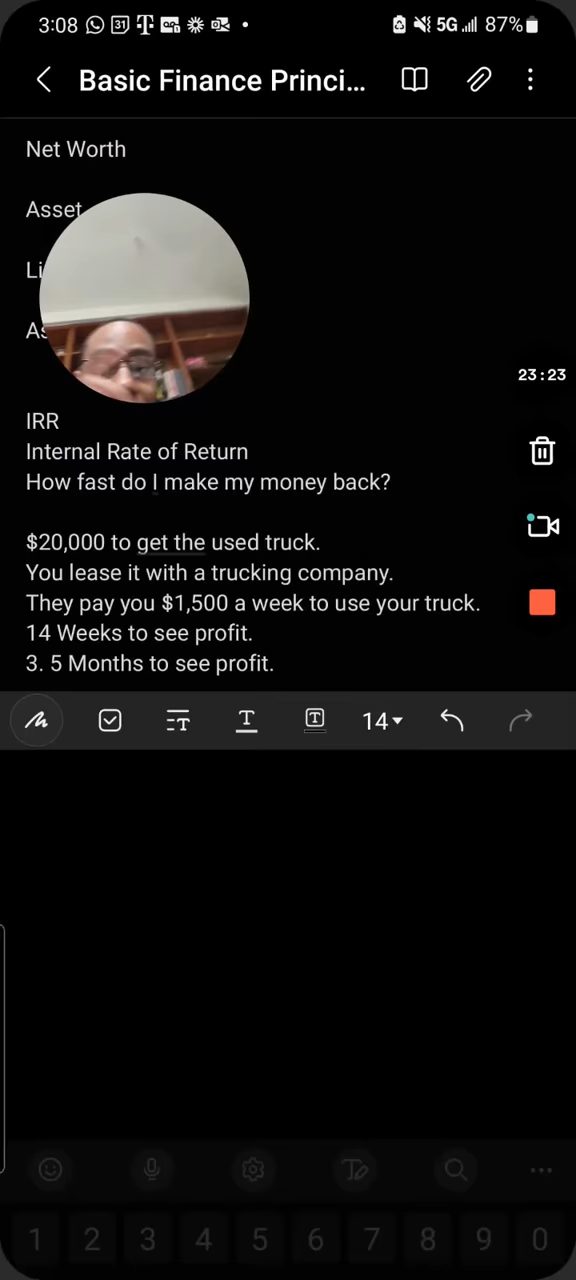 3:08 31 5G 87%
Basic Finance Princi...
Net Worth
Asset
23:23
IRR
Internal Rate of Return
How fast do I make my money back?
$20,000 to get the used truck.
You lease it with a trucking company.
They pay you $1,500 a week to use your truck.
14 Weeks to see profit.
3. 5 Months to see profit.
T T T 14
1 2 3 4 5 6 7 8 9 0